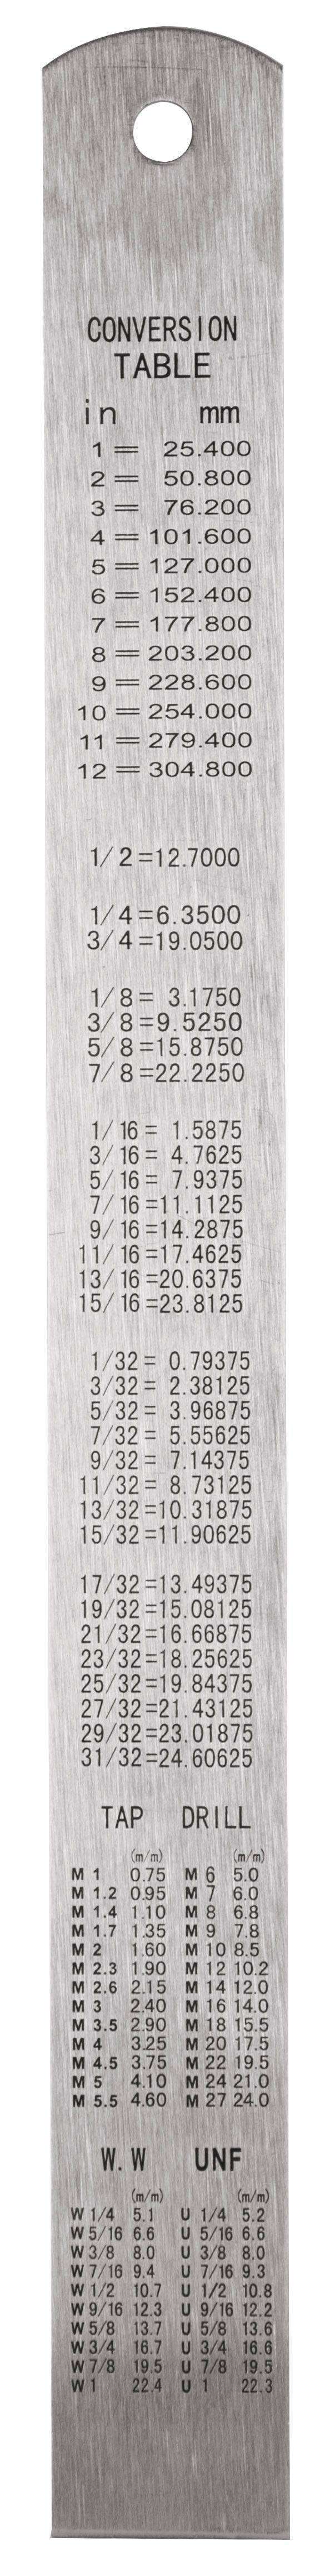 CONVERSION
TABLE
in mm
1 = 25.400
2 = 50.800
3 = 76.200
4 = 101.600
5 = 127.000
6 = 152.400
7 = 177.800
8 = 203.200
9 = 228.600
10 = 254.000
11 = 279.400
12 = 304.800
1/2=12.7000
1/4=6.3500
3/4=19.0500
1/8= 3.1750
3/8=9.5250
5/8=15.8750
7/8=22.2250
1/16= 1.5875
3/16= 4.7625
5/16= 7.9375
7/16=11.1125
9/16=14.2875
11/16=17.4625
13/16=20.6375
15/16=23.8125
1/32= 0.79375
3/32= 2.38125
5/32= 3.96875
7/32= 5.55625
9/32= 7.14375
11/32= 8.73125
13/32=10.31875
15/32=11.90625
17/32=13.49375
19/32=15.08125
21/32=16.66875
23/32=18.25625
25/32=19.84375
27/32=21.43125
29/32=23.01875
31/32=24.60625
TAP DRILL
(m/m) (m/m)
M 1 0.75 M 6 5.0
M 1.2 0.95 M 7 6.0
M 1.4 1.10 M 8 6.8
M 1.7 1.35 M 9 7.8
M 2 1.60 M 10 8.5
M 2.3 1.90 M 12 10.2
M 2.6 2.15 M 14 12.0
M 3 2.40 M 16 14.0
M 3.5 2.90 M 18 15.5
M 4 3.25 M 20 17.5
M 4.5 3.75 M 22 19.5
M 5 4.10 M 24 21.0
M 5.5 4.60 M 27 24.0
W.W UNF
(m/m) (m/m)
W 1/4 5.1 U 1/4 5.2
W 5/16 6.6 U 5/16 6.6
W 3/8 8.0 U 3/8 8.0
W 7/16 9.4 U 7/16 9.3
W 1/2 10.7 U 1/2 10.8
W 9/16 12.3 U 9/16 12.2
W 5/8 13.7 U 5/8 13.6
W 3/4 16.7 U 3/4 16.6
W 7/8 19.5 U 7/8 19.5
W 1 22.4 U 1 22.3